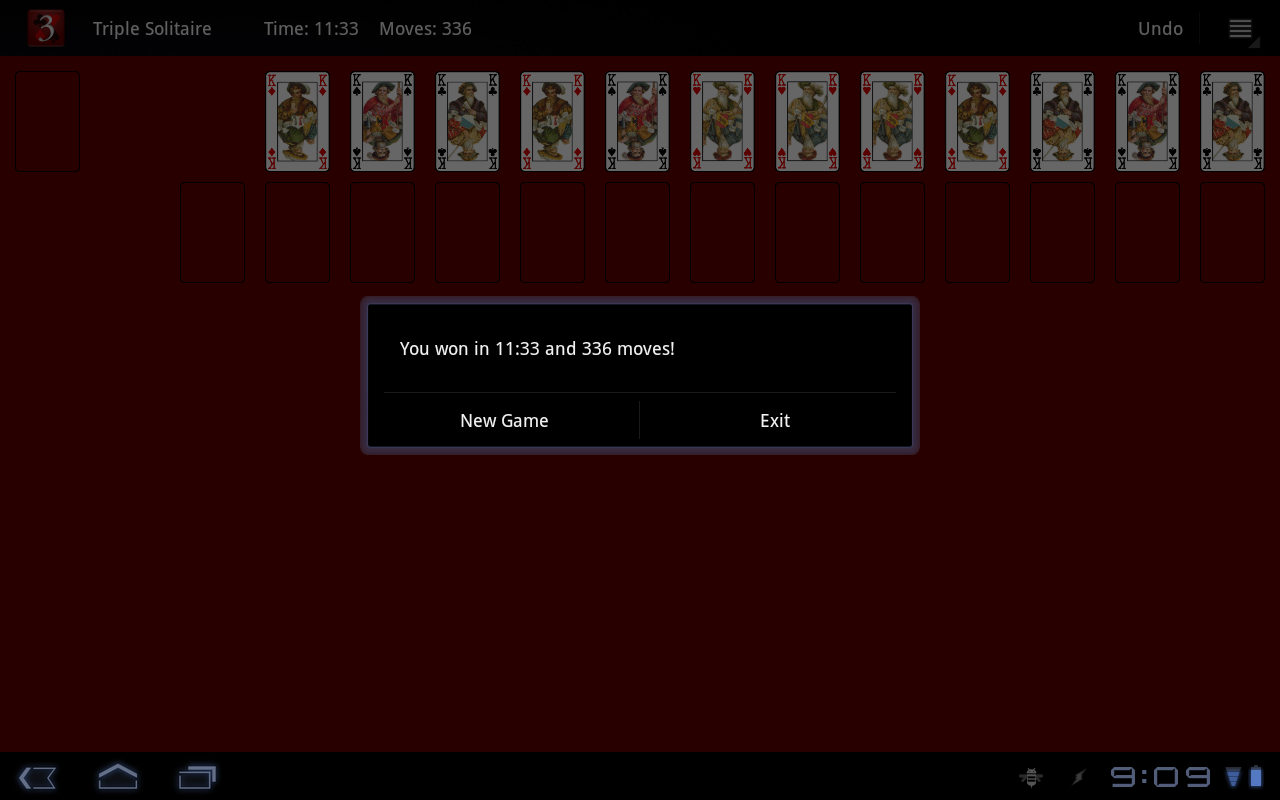 3 Triple Solitaire Time: 11:33 Moves: 336 Undo
K K K K K K K K K K K K K K K K K K K K K K K K
K K K K K K K K K K K K K K K K K K K K K K K K
You won in 11:33 and 336 moves!
New Game Exit
9:09